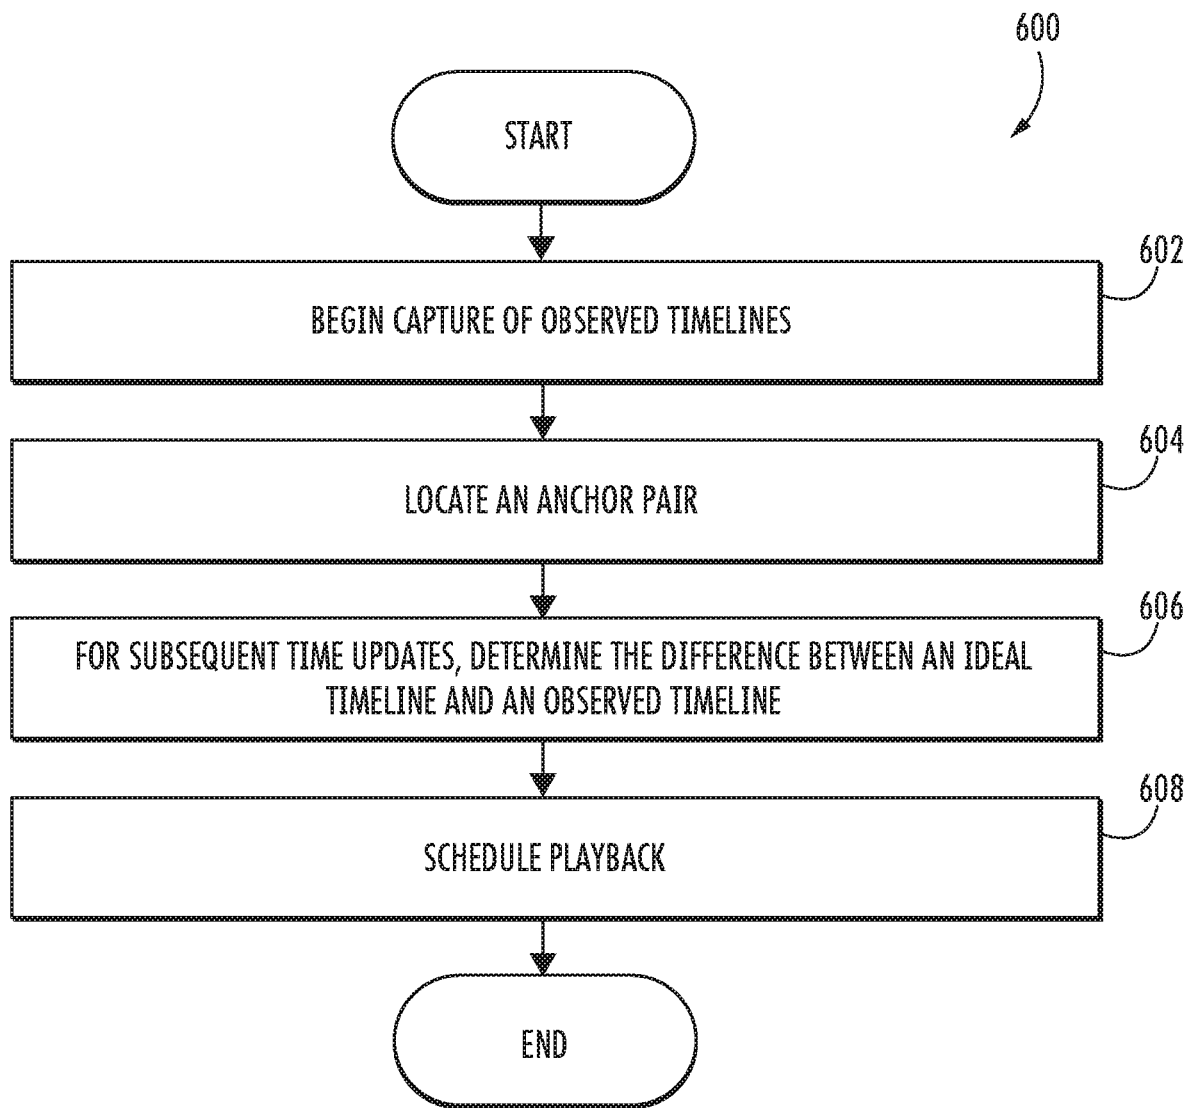 600
START
602
BEGIN CAPTURE OF OBSERVED TIMELINES
604
LOCATE AN ANCHOR PAIR
606
FOR SUBSEQUENT TIME UPDATES, DETERMINE THE DIFFERENCE BETWEEN AN IDEAL
TIMELINE AND AN OBSERVED TIMELINE
608
SCHEDULE PLAYBACK
END